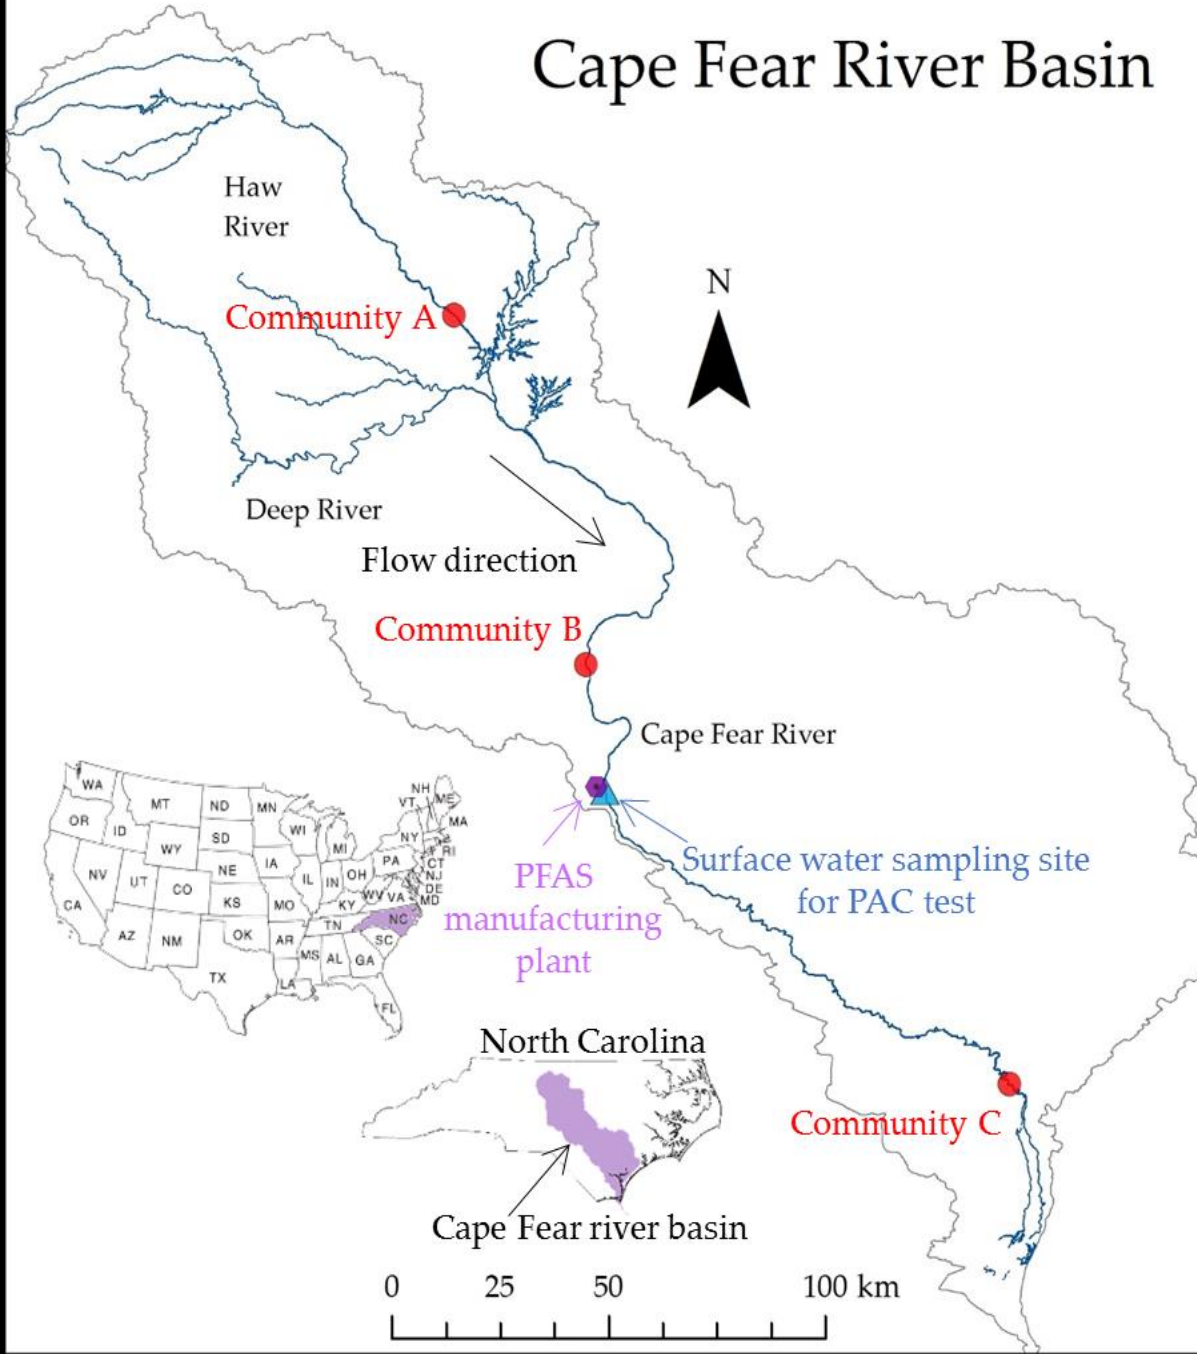 Cape Fear River Basin
Haw
River
N
Community A
Deep River
Flow direction
Community B
Cape Fear River
PFAS
manufacturing
plant
Surface water sampling site
for PAC test
WA
OR
ID
MT
WY
NV
UT
CO
CA
AZ
NM
ND
SD
NE
KS
OK
TX
MN
IA
MO
AR
LA
WI
IL
IN
MI
OH
KY
TN
MS
AL
GA
FL
SC
NC
VA
WV
PA
NY
VT
NH
ME
MA
RI
CT
NJ
DE
MD
North Carolina
Cape Fear river basin
Community C
0 25 50 100 km